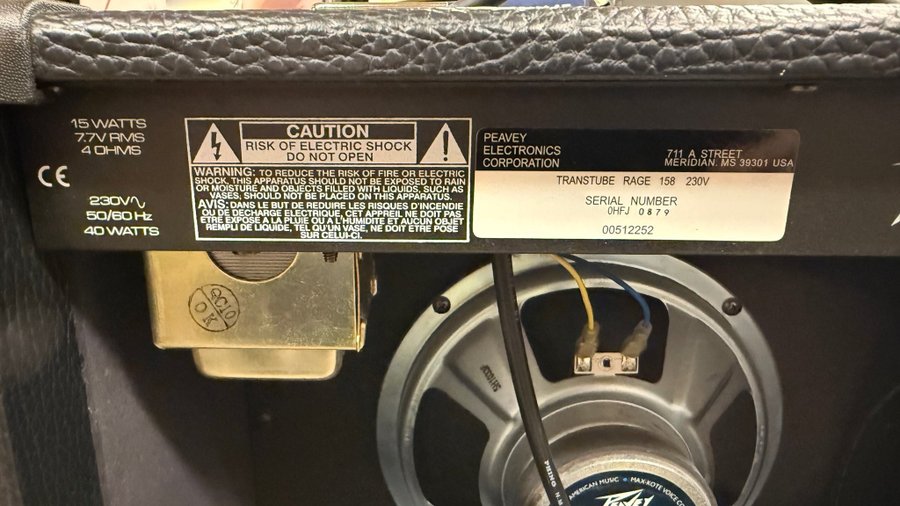 15 WATTS
7.7V RMS
4 OHMS
CE
230V∿
50/60 Hz
40 WATTS
CAUTION
RISK OF ELECTRIC SHOCK
DO NOT OPEN
WARNING: TO REDUCE THE RISK OF FIRE OR ELECTRIC
SHOCK, THIS APPARATUS SHOULD NOT BE EXPOSED TO RAIN
OR MOISTURE AND OBJECTS FILLED WITH LIQUIDS, SUCH AS
VASES, SHOULD NOT BE PLACED ON THIS APPARATUS.
AVIS: DANS LE BUT DE REDUIRE LES RISQUES D'INCENDIE
OU DE DECHARGE ELECTRIQUE, CET APPREIL NE DOIT PAS
ETRE EXPOSE A LA PLUIE OU A L'HUMIDITE ET AUCUN OBJET
REMPLI DE LIQUIDE, TEL QU'UN VASE, NE DOIT ETRE POSE
SUR CELUI-CI.
PEAVEY
ELECTRONICS
CORPORATION
711 A STREET
MERIDIAN, MS 39301 USA
TRANSTUBE RAGE 158 230V
SERIAL NUMBER
0HFJ 0879
00512252
QC10
OK
PHINO
AMERICAN MUSIC • MAX-KOTE VOICE CO
PEAVEY